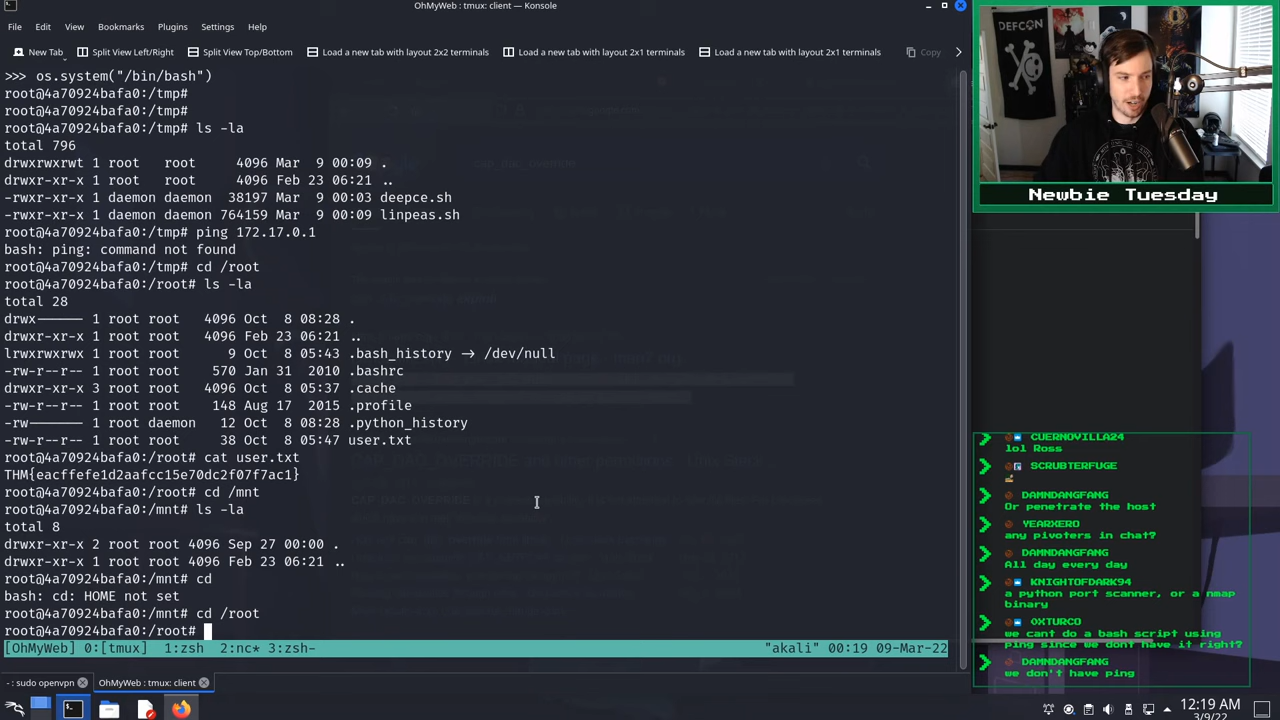 OhMyWeb : tmux: client — Konsole
File Edit View Bookmarks Plugins Settings Help
New Tab Split View Left/Right Split View Top/Bottom Load a new tab with layout 2x2 terminals Load a new tab with layout 2x1 terminals Load a new tab with layout 1x2 terminals Copy
>>> os.system("/bin/bash")
root@4a70924bafa0:/tmp#
root@4a70924bafa0:/tmp#
root@4a70924bafa0:/tmp# ls -la
total 796
drwxrwxrwt 1 root root 4096 Mar 9 00:09 .
drwxr-xr-x 1 root root 4096 Feb 23 06:21 ..
-rwxr-xr-x 1 daemon daemon 38197 Mar 9 00:03 deepce.sh
-rwxr-xr-x 1 daemon daemon 764159 Mar 9 00:09 linpeas.sh
root@4a70924bafa0:/tmp# ping 172.17.0.1
bash: ping: command not found
root@4a70924bafa0:/tmp# cd /root
root@4a70924bafa0:/root# ls -la
total 28
drwx—————— 1 root root 4096 Oct 8 08:28 .
drwxr-xr-x 1 root root 4096 Feb 23 06:21 ..
lrwxrwxrwx 1 root root 9 Oct 8 05:43 .bash_history → /dev/null
-rw-r--r-- 1 root root 570 Jan 31 2010 .bashrc
drwxr-xr-x 3 root root 4096 Oct 8 05:37 .cache
-rw-r--r-- 1 root root 148 Aug 17 2015 .profile
-rw—————— 1 root daemon 12 Oct 8 08:28 .python_history
-rw-r--r-- 1 root root 38 Oct 8 05:47 user.txt
root@4a70924bafa0:/root# cat user.txt
THM{eacffefe1d2aafcc15e70dc2f07f7ac1}
root@4a70924bafa0:/root# cd /mnt
root@4a70924bafa0:/mnt# ls -la
total 8
drwxr-xr-x 2 root root 4096 Sep 27 00:00 .
drwxr-xr-x 1 root root 4096 Feb 23 06:21 ..
root@4a70924bafa0:/mnt# cd
bash: cd: HOME not set
root@4a70924bafa0:/mnt# cd /root
root@4a70924bafa0:/root#
[OhMyWeb] 0:[tmux] 1:zsh 2:nc* 3:zsh- "akali" 00:19 09-Mar-22
- : sudo openvpn OhMyWeb : tmux: client
DEFCON
Newbie Tuesday
CUERNOVILLA24
lol Ross
SCRUBTERFUGE
DAMNDANGFANG
Or penetrate the host
YEARXERO
any pivoters in chat?
DAMNDANGFANG
All day every day
KNIGHTOFDARK94
a python port scanner, or a nmap
binary
0XTURCO
we cant do a bash script using
ping since we dont have it right?
DAMNDANGFANG
we don't have ping
12:19 AM
3/9/22